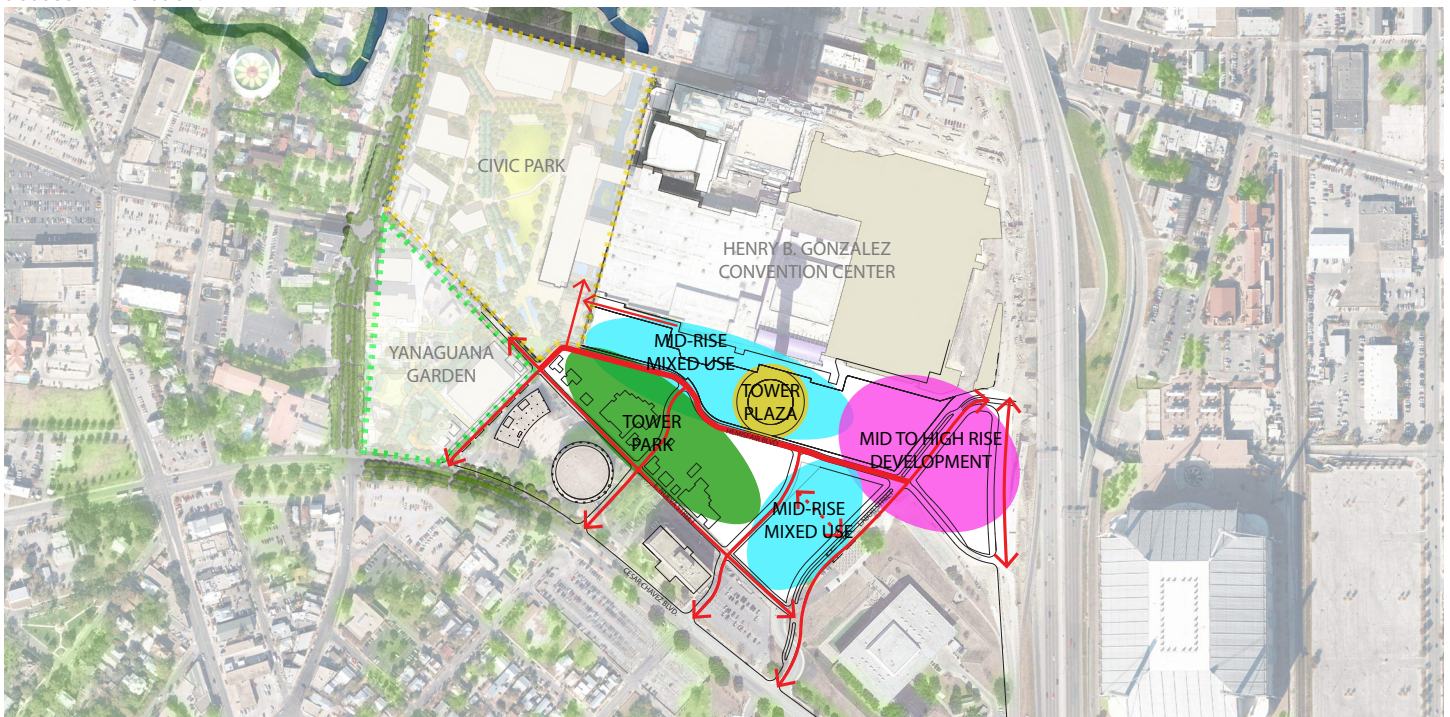 CIVIC PARK
HENRY B. GONZÁLEZ
CONVENTION CENTER
YANAGUANA
GARDEN
MID-RISE
MIXED USE
TOWER
PLAZA
TOWER
PARK
MID TO HIGH RISE
DEVELOPMENT
MID-RISE
MIXED USE
CESAR CHAVEZ BLVD.